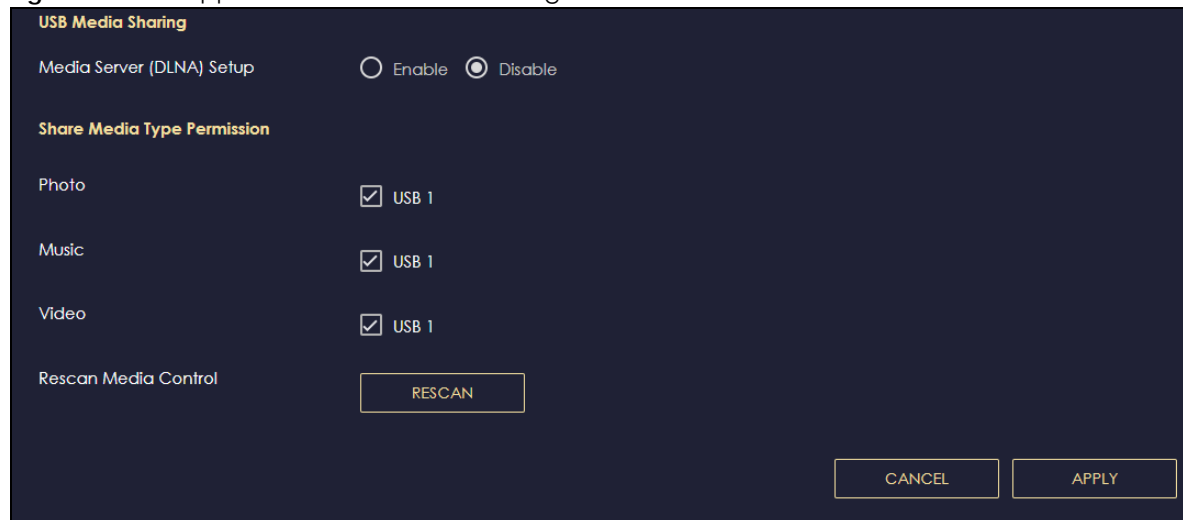 USB Media Sharing
Media Server (DLNA) Setup Enable Disable
Share Media Type Permission
Photo USB 1
Music USB 1
Video USB 1
Rescan Media Control RESCAN
CANCEL APPLY